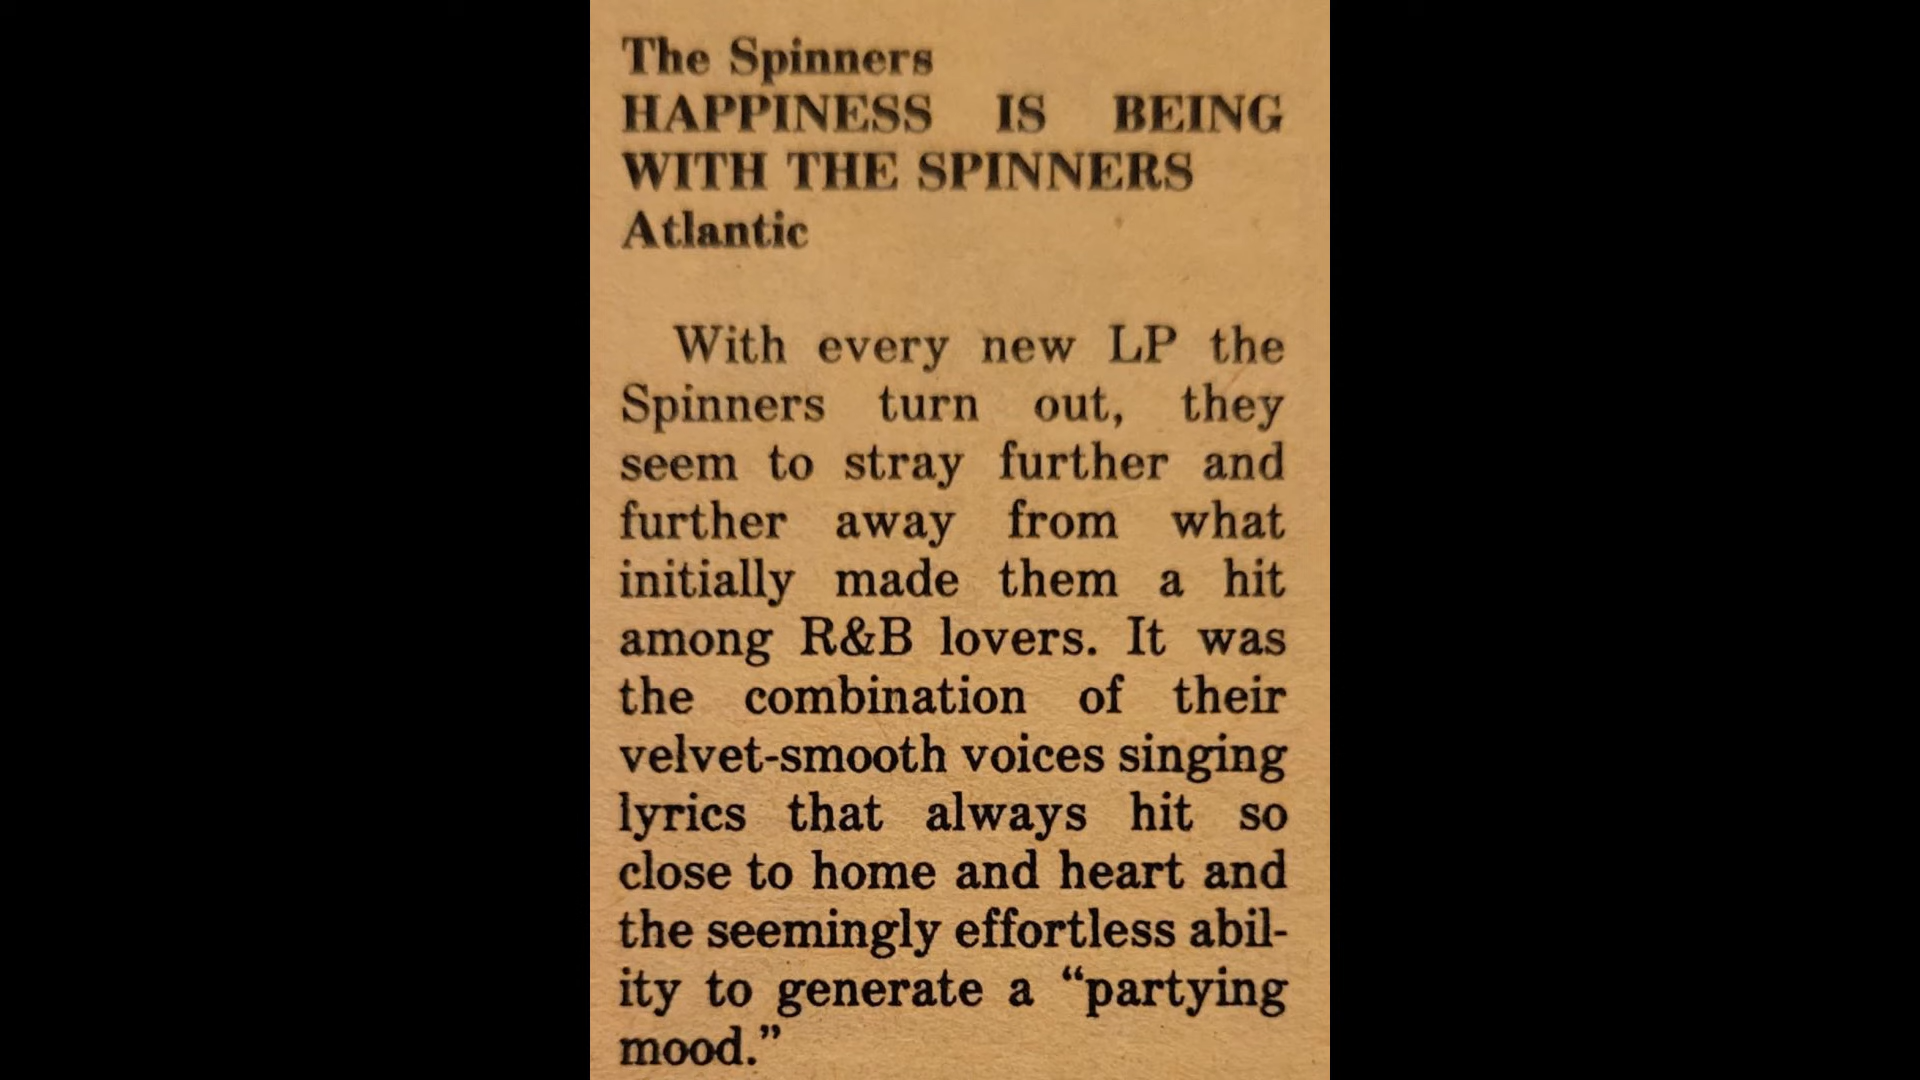 The Spinners
HAPPINESS IS BEING
WITH THE SPINNERS
Atlantic
With every new LP the
Spinners turn out, they
seem to stray further and
further away from what
initially made them a hit
among R&B lovers. It was
the combination of their
velvet-smooth voices singing
lyrics that always hit so
close to home and heart and
the seemingly effortless abil-
ity to generate a “partying
mood.”